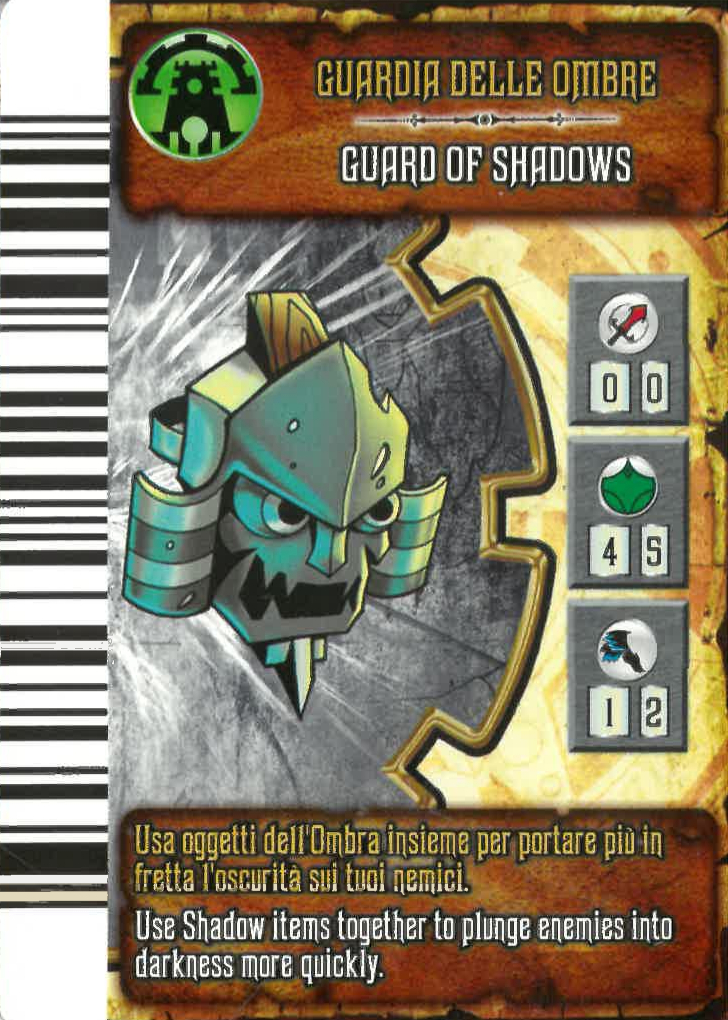 GUARDIA DELLE OMBRE
GUARD OF SHADOWS
0 0
4 5
1 2
Usa oggetti dell'Ombra insieme per portare più in
fretta l'oscurità sui tuoi nemici.
Use Shadow items together to plunge enemies into
darkness more quickly.